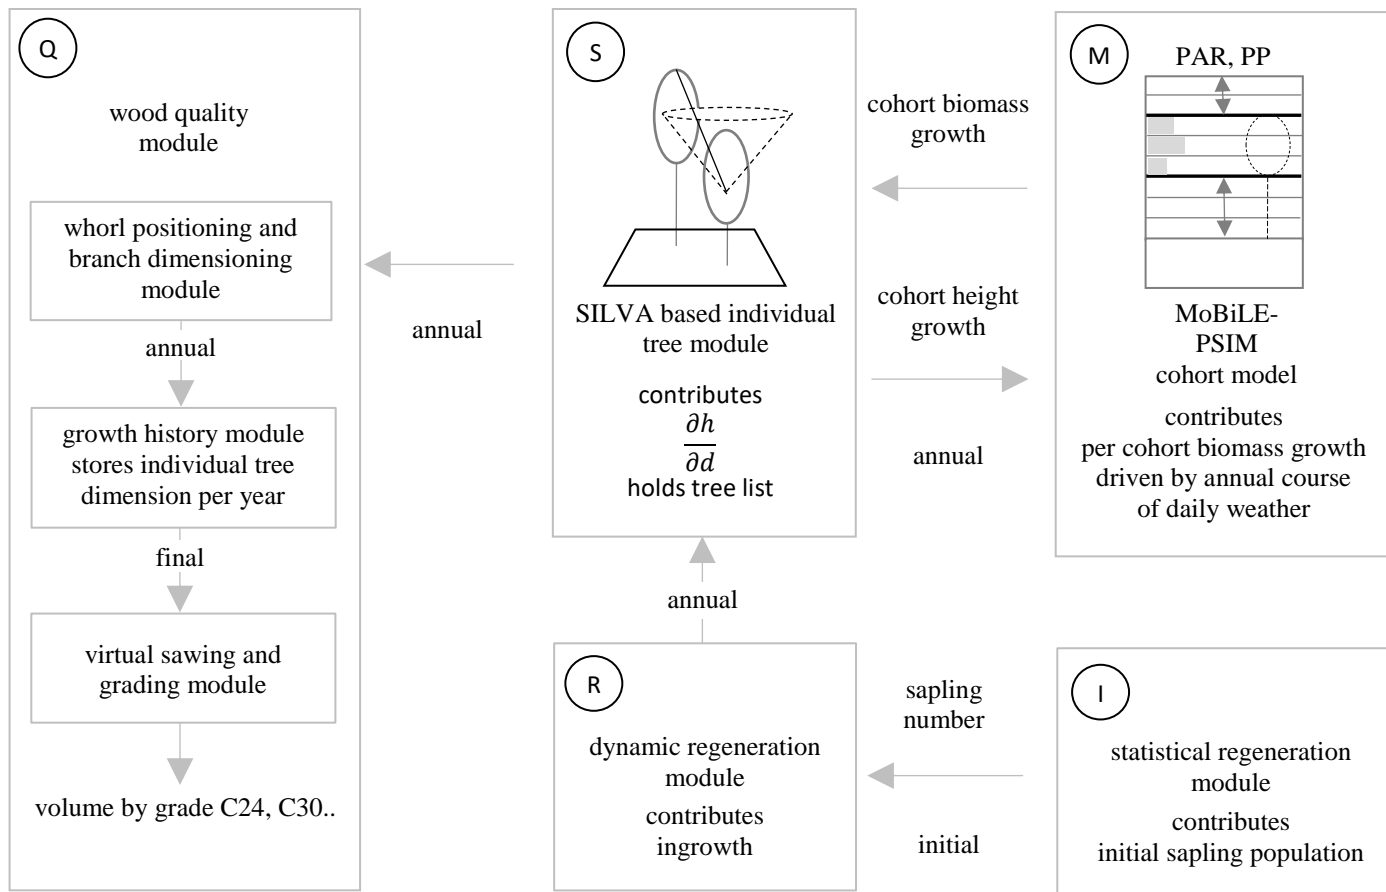 Q
wood quality
module
whorl positioning and
branch dimensioning
module
annual
growth history module
stores individual tree
dimension per year
final
virtual sawing and
grading module
volume by grade C24, C30..
annual
S
SILVA based individual
tree module
contributes
∂h
∂d
holds tree list
cohort biomass
growth
cohort height
growth
annual
M
PAR, PP
MoBiLE-
PSIM
cohort model
contributes
per cohort biomass growth
driven by annual course
of daily weather
annual
R
dynamic regeneration
module
contributes
ingrowth
sapling
number
initial
I
statistical regeneration
module
contributes
initial sapling population